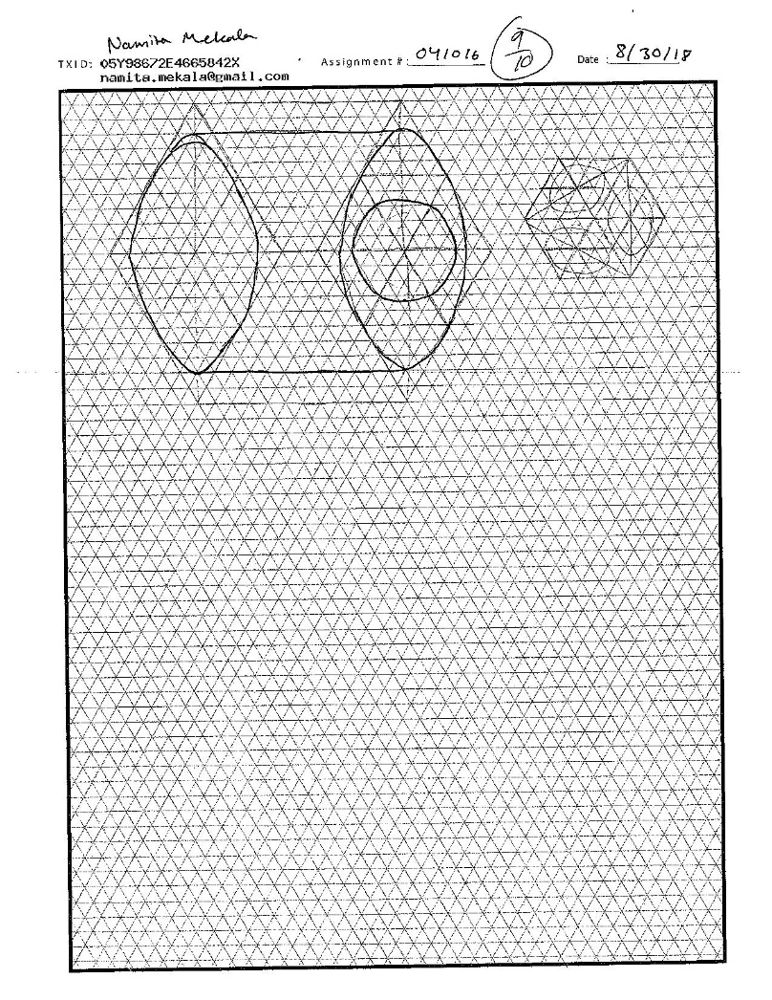 Namita Mekala
TXID: 05Y98672E4665842X Assignment #: 041016 9/10 Date : 8/30/18
namita.mekala@gmail.com